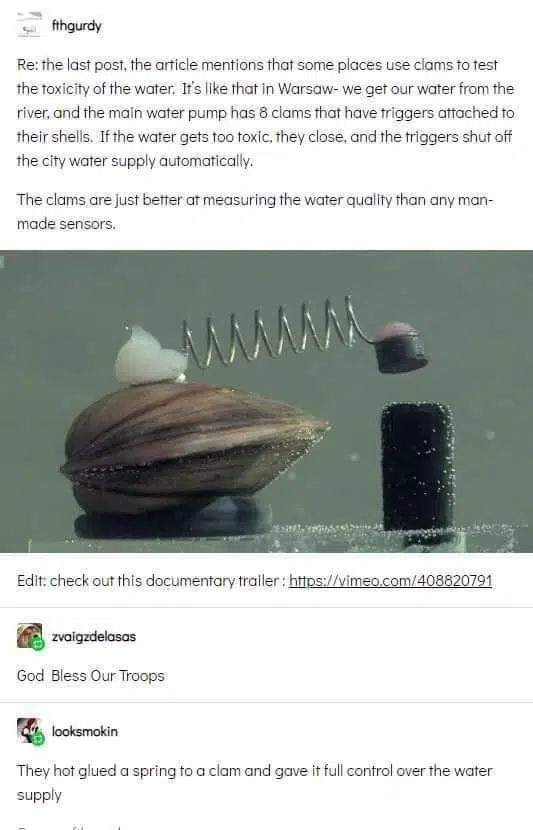 fthgurdy
Re: the last post, the article mentions that some places use clams to test
the toxicity of the water. It's like that in Warsaw- we get our water from the
river, and the main water pump has 8 clams that have triggers attached to
their shells. If the water gets too toxic, they close, and the triggers shut off
the city water supply automatically.
The clams are just better at measuring the water quality than any man-
made sensors.
Edit: check out this documentary trailer : https://vimeo.com/408820791
zvaigzdelasas
God Bless Our Troops
looksmokin
They hot glued a spring to a clam and gave it full control over the water
supply